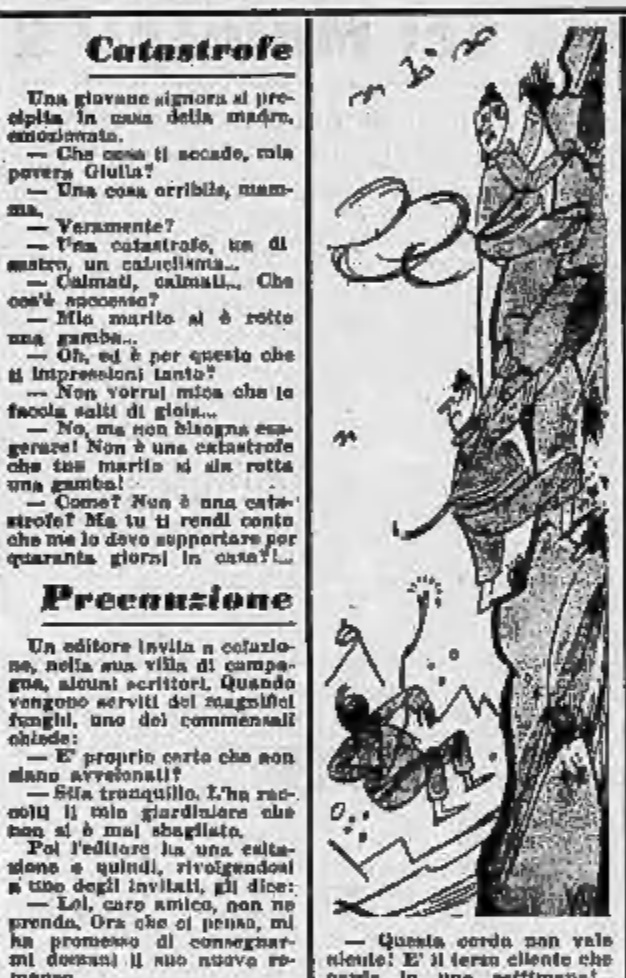 Catastrofe
Una giovane signora si pre-
cipita in casa della madre,
emozionata.
— Che cosa ti accade, mia
povera Giulia?
— Una cosa orribile, mam-
ma.
— Veramente?
— Una catastrofe, un di
sastro, un cataclisma...
— Calmati, calmati... Che
cos'è successo?
— Mio marito si è rotto
una gamba...
— Oh, ed è per questo che
ti impressioni tanto?
— Non vorrai mica che io
faccia salti di gioia...
— No, ma non bisogna esa-
gerare! Non è una catastrofe
che tuo marito si sia rotta
una gamba!
— Come? Non è una cata-
strofe? Ma tu ti rendi conto
che me lo devo sopportare per
quaranta giorni in casa?!...
Precauzione
Un editore invita a colazio-
ne, nella sua villa di campa-
gna, alcuni scrittori. Quando
vengono serviti dei magnifici
funghi, uno dei commensali
chiede:
— E' proprio certo che non
siano avvelenati?
— Stia tranquillo. L'ha rac-
colti il mio giardiniere che
non si è mai sbagliato.
Poi l'editore ha una esita-
zione e quindi, rivolgendosi
a uno degli invitati, gli dice:
— Lei, caro amico, non ne
prenda. Ora che ci penso, mi
ha promesso di consegnar-
mi domani il suo nuovo ro-
manzo
— Questa corda non vale
niente! E' il terzo cliente che
perdo in una settimana!